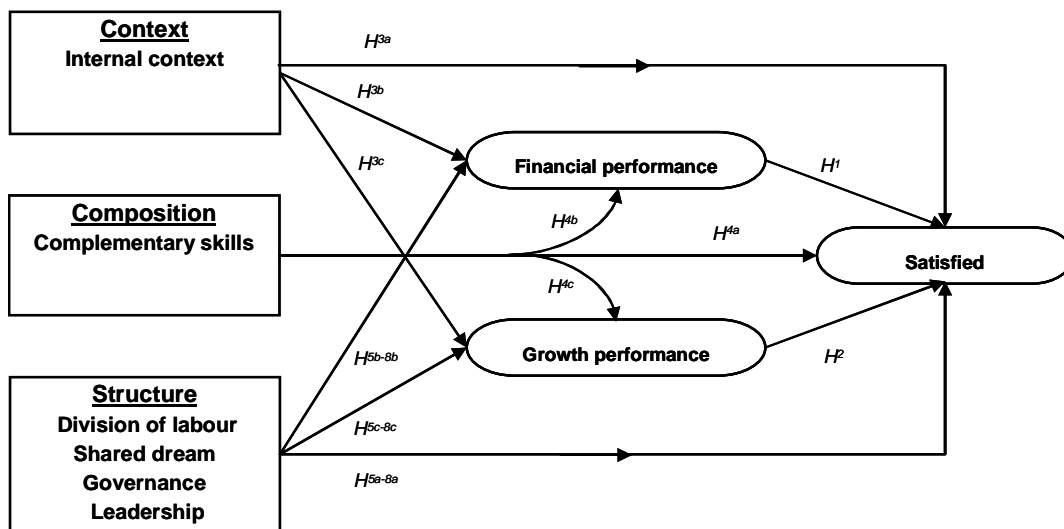 Context
Internal context
H3a
H3b
H3c
Financial performance
H1
Composition
Complementary skills
H4b
H4a
Satisfied
H4c
Growth performance
H2
Structure
Division of labour
Shared dream
Governance
Leadership
H5b-8b
H5c-8c
H5a-8a